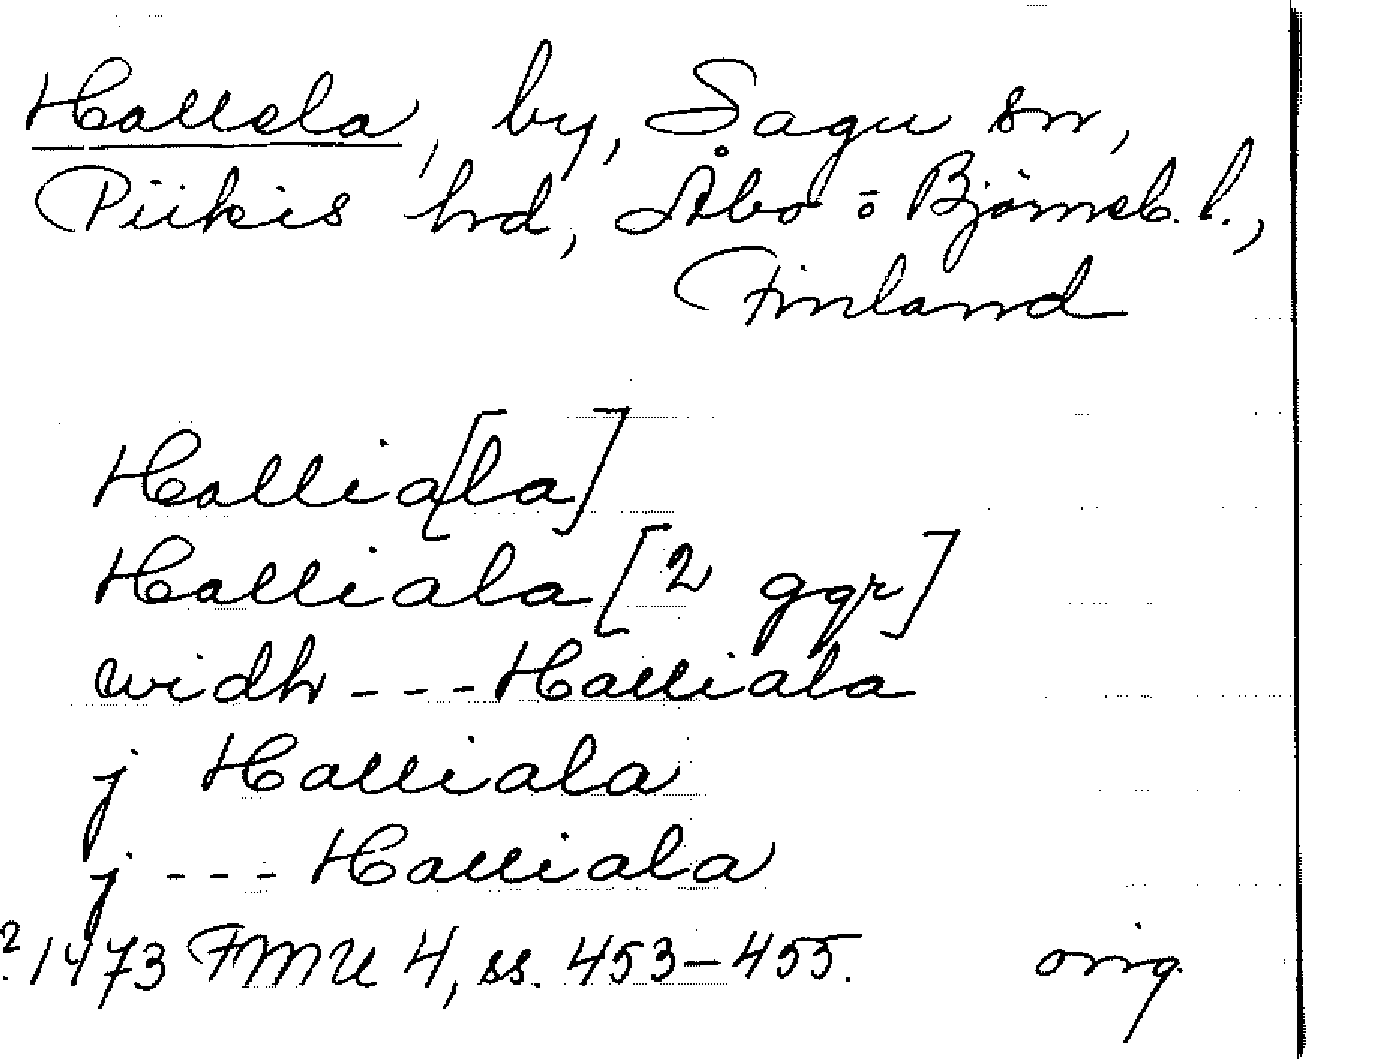 Hallela, by, Sagu sn,
Piikis hd, Åbo = Björneb. l.,
Finland
Hallia[la]
Halliala [2 ggr]
widh --- Halliala
j Halliala
j --- Halliala
1473 FMU 4, ss. 453–455. orig.